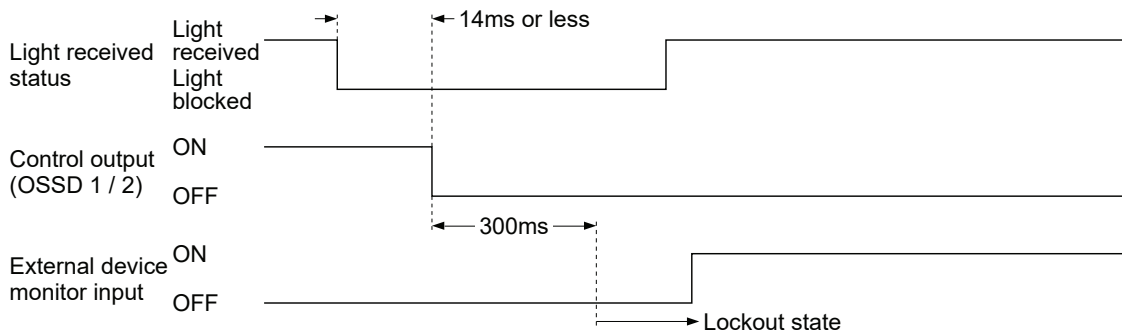 14ms or less
Light received status
Light received
Light blocked
Control output (OSSD 1 / 2)
ON
OFF
300ms
External device monitor input
ON
OFF
Lockout state